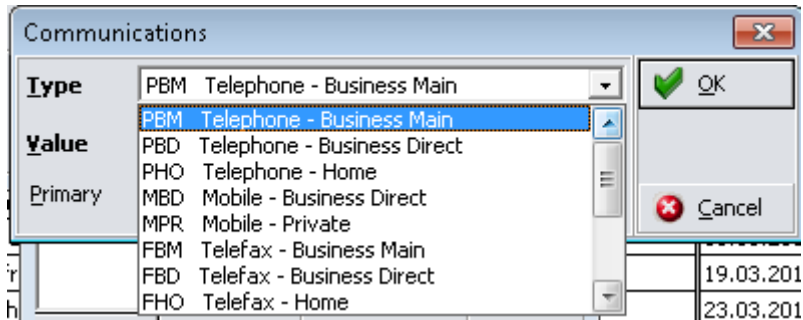 Communications
Type PBM Telephone - Business Main
OK
PBM Telephone - Business Main
Value PBD Telephone - Business Direct
PHO Telephone - Home
Primary MBD Mobile - Business Direct
Cancel
MPR Mobile - Private
FBM Telefax - Business Main
FBD Telefax - Business Direct
19.03.201
FHO Telefax - Home
23.03.201